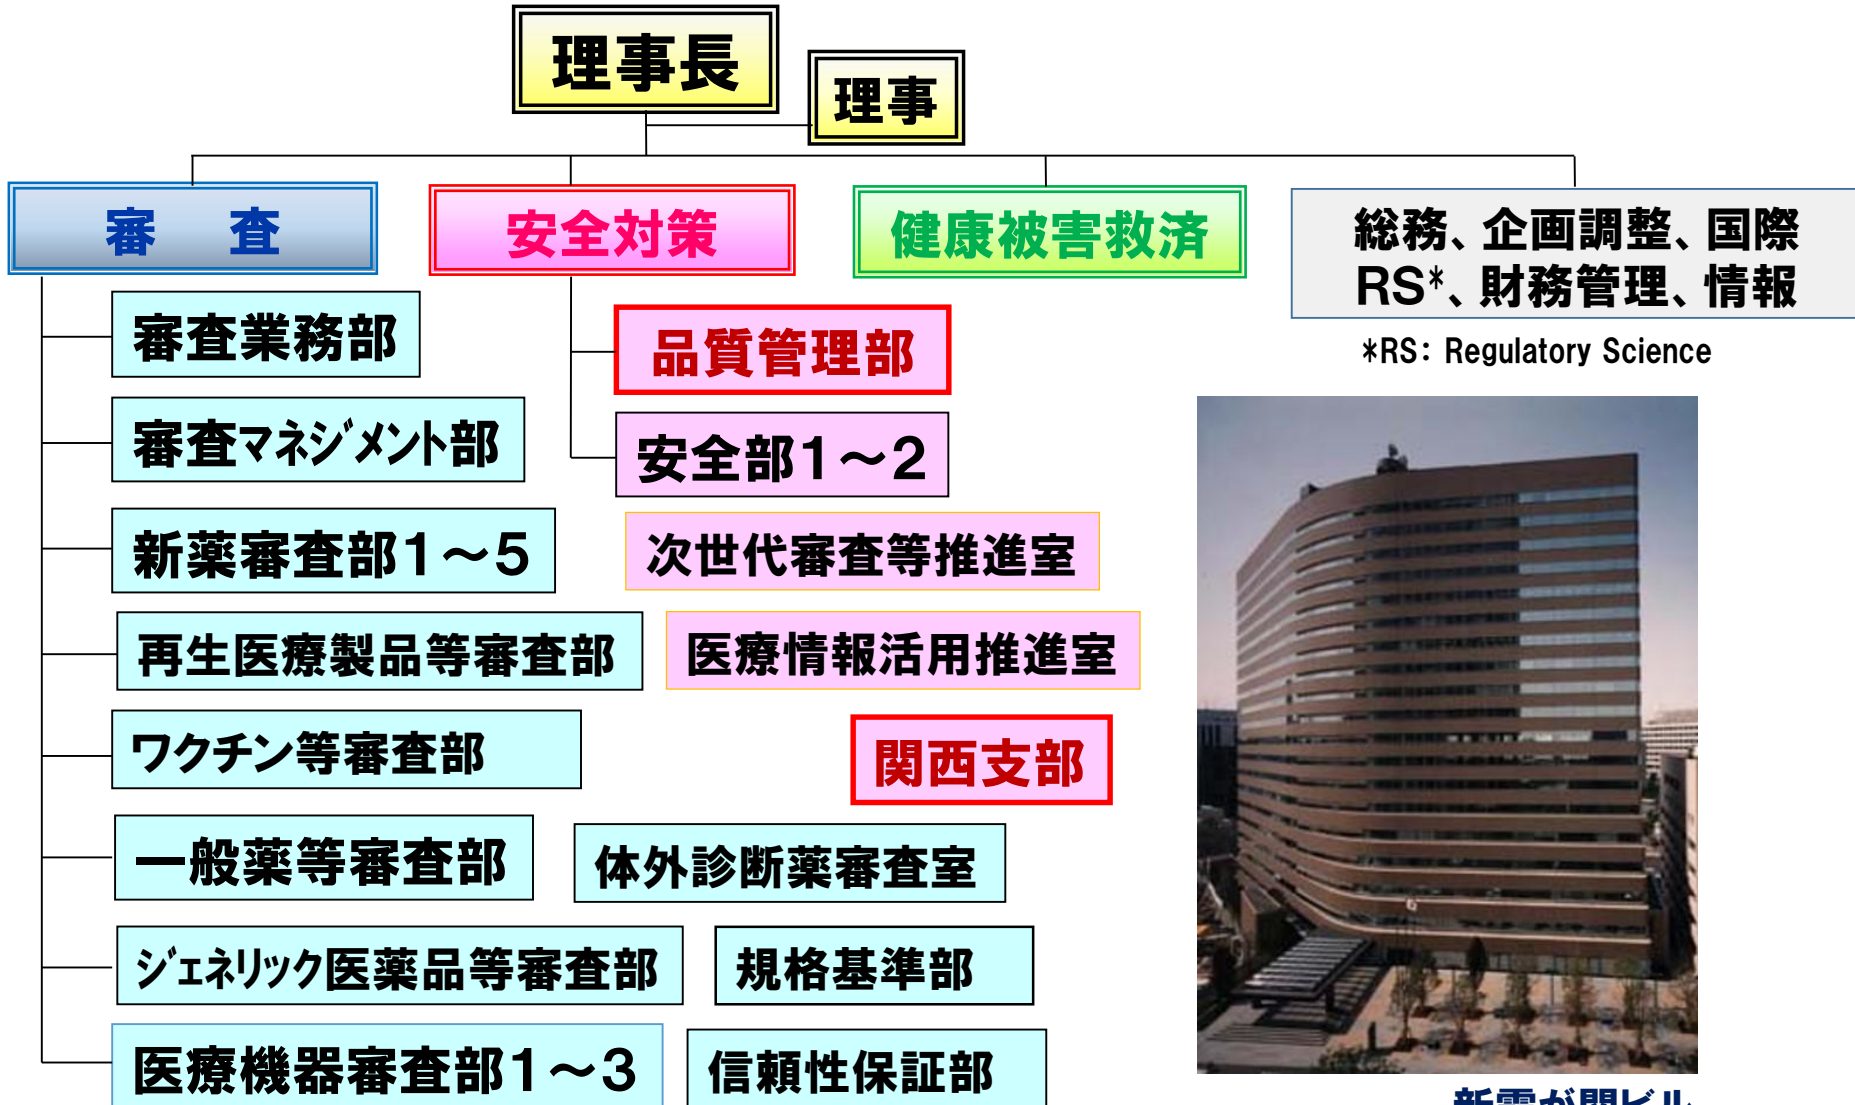 理事長
理事
審　査
安全対策
健康被害救済
総務、企画調整、国際
RS*、財務管理、情報
*RS: Regulatory Science
審査業務部
品質管理部
審査マネジメント部
安全部１～２
新薬審査部１～５
次世代審査等推進室
再生医療製品等審査部
医療情報活用推進室
ワクチン等審査部
関西支部
一般薬等審査部
体外診断薬審査室
ジェネリック医薬品等審査部
規格基準部
医療機器審査部１～３
信頼性保証部
新霞が関ビル